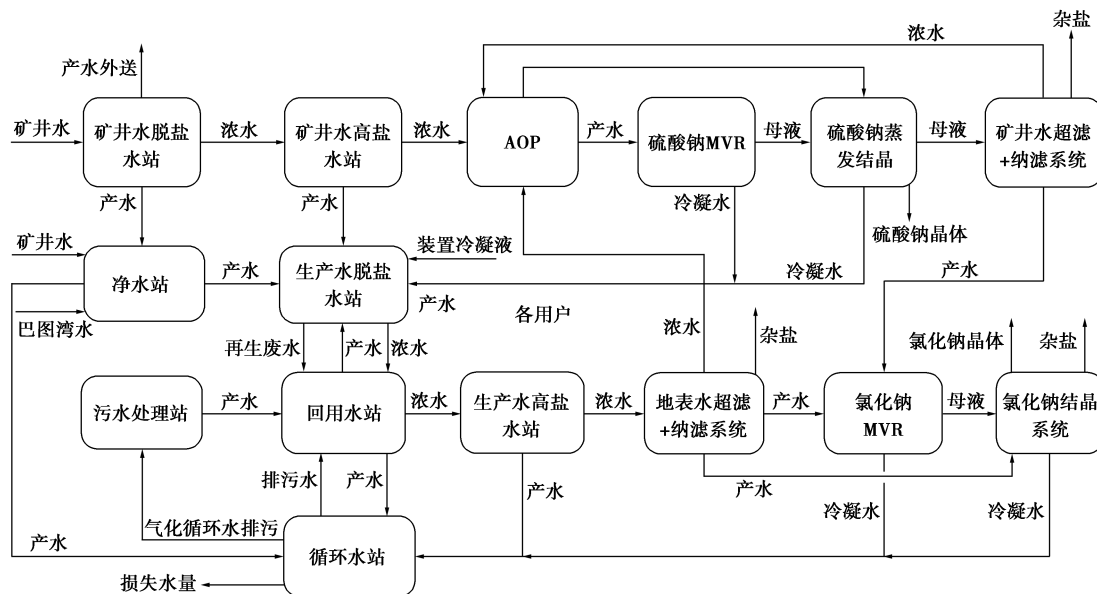 杂盐
浓水
产水外送
矿井水
矿井水脱盐
水站
浓水
矿井水高盐
水站
浓水
AOP
产水
硫酸钠MVR
母液
硫酸钠蒸
发结晶
母液
矿井水超滤
+纳滤系统
产水
产水
冷凝水
硫酸钠晶体
矿井水
净水站
产水
生产水脱盐
水站
装置冷凝液
冷凝水
产水
巴图湾水
产水
各用户
再生废水
产水
浓水
浓水
杂盐
氯化钠晶体
杂盐
污水处理站
产水
回用水站
浓水
生产水高盐
水站
浓水
地表水超滤
+纳滤系统
产水
氯化钠
MVR
母液
氯化钠结晶
系统
排污水
产水
产水
产水
冷凝水
冷凝水
气化循环水排污
产水
循环水站
损失水量